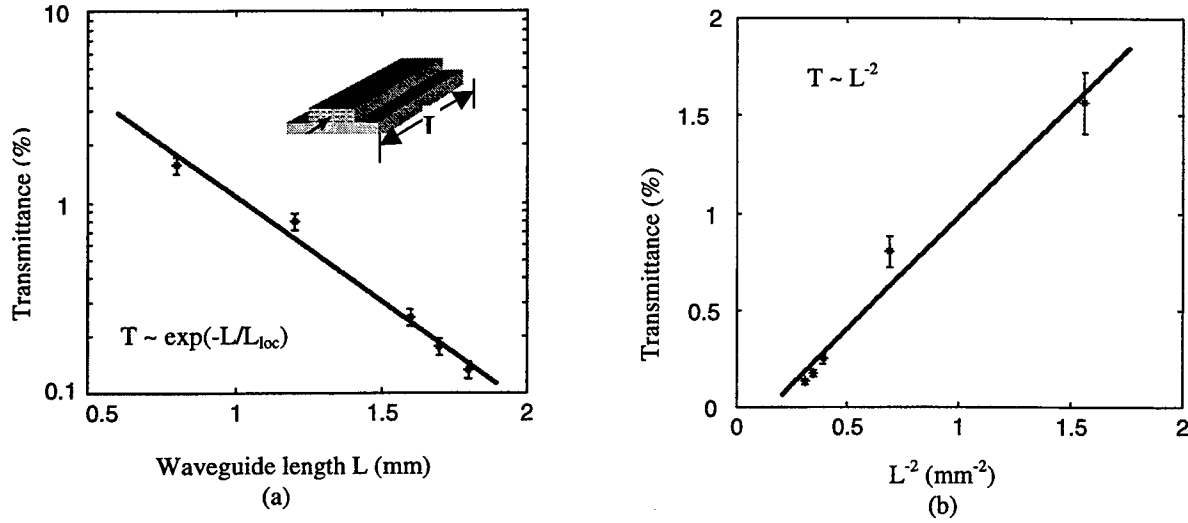 10
1
0.1
Transmittance (%)
T ~ exp(-L/L_loc)
0.5 1 1.5 2
Waveguide length L (mm)
(a)
2
1.5
1
0.5
0
Transmittance (%)
T ~ L^-2
0 0.5 1 1.5 2
L^-2 (mm^-2)
(b)